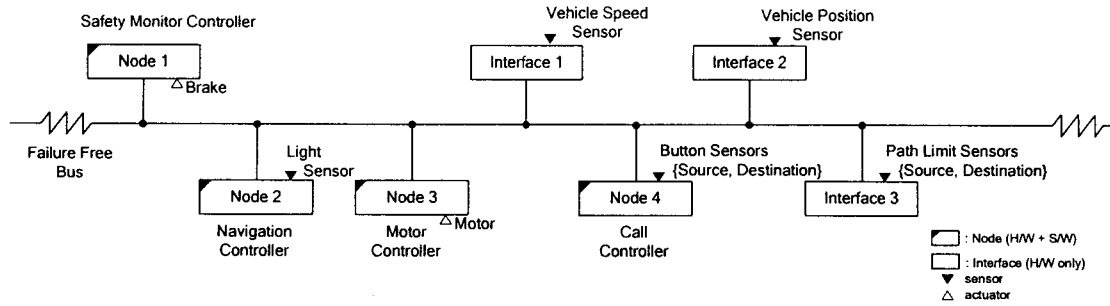 Safety Monitor Controller
Node 1
Brake
Vehicle Speed
Sensor
Interface 1
Vehicle Position
Sensor
Interface 2
Failure Free
Bus
Light
Sensor
Node 2
Navigation
Controller
Node 3
Motor
Motor
Controller
Button Sensors
{Source, Destination}
Node 4
Call
Controller
Path Limit Sensors
{Source, Destination}
Interface 3
: Node (H/W + S/W)
: Interface (H/W only)
sensor
actuator